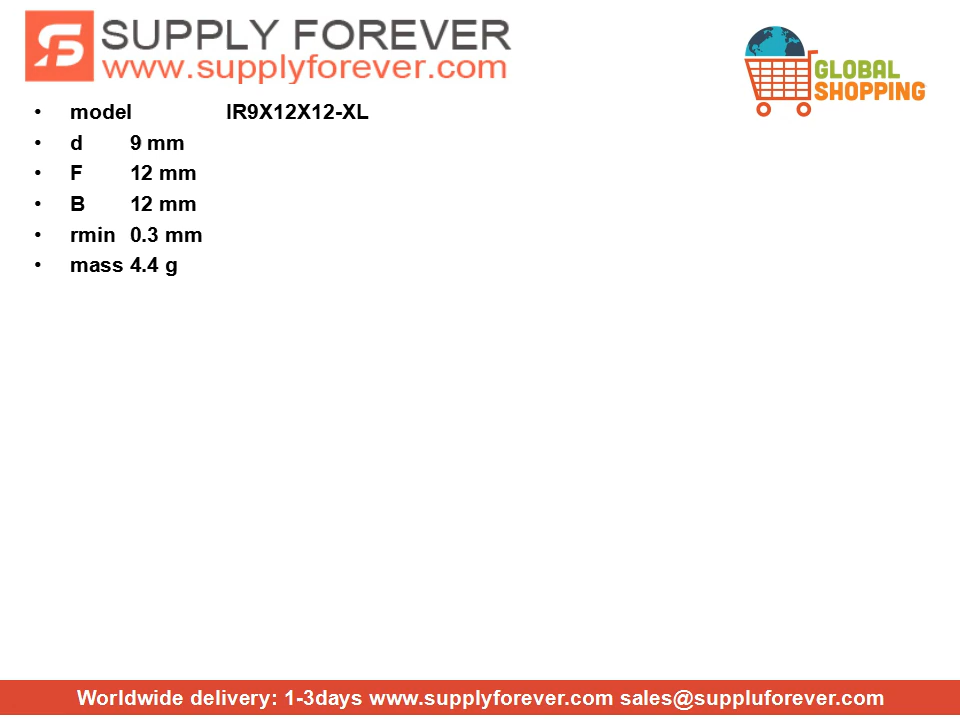 SUPPLY FOREVER
www.supplyforever.com
GLOBAL
SHOPPING
• model IR9X12X12-XL
• d 9 mm
• F 12 mm
• B 12 mm
• rmin 0.3 mm
• mass 4.4 g
Worldwide delivery: 1-3days www.supplyforever.com sales@suppluforever.com